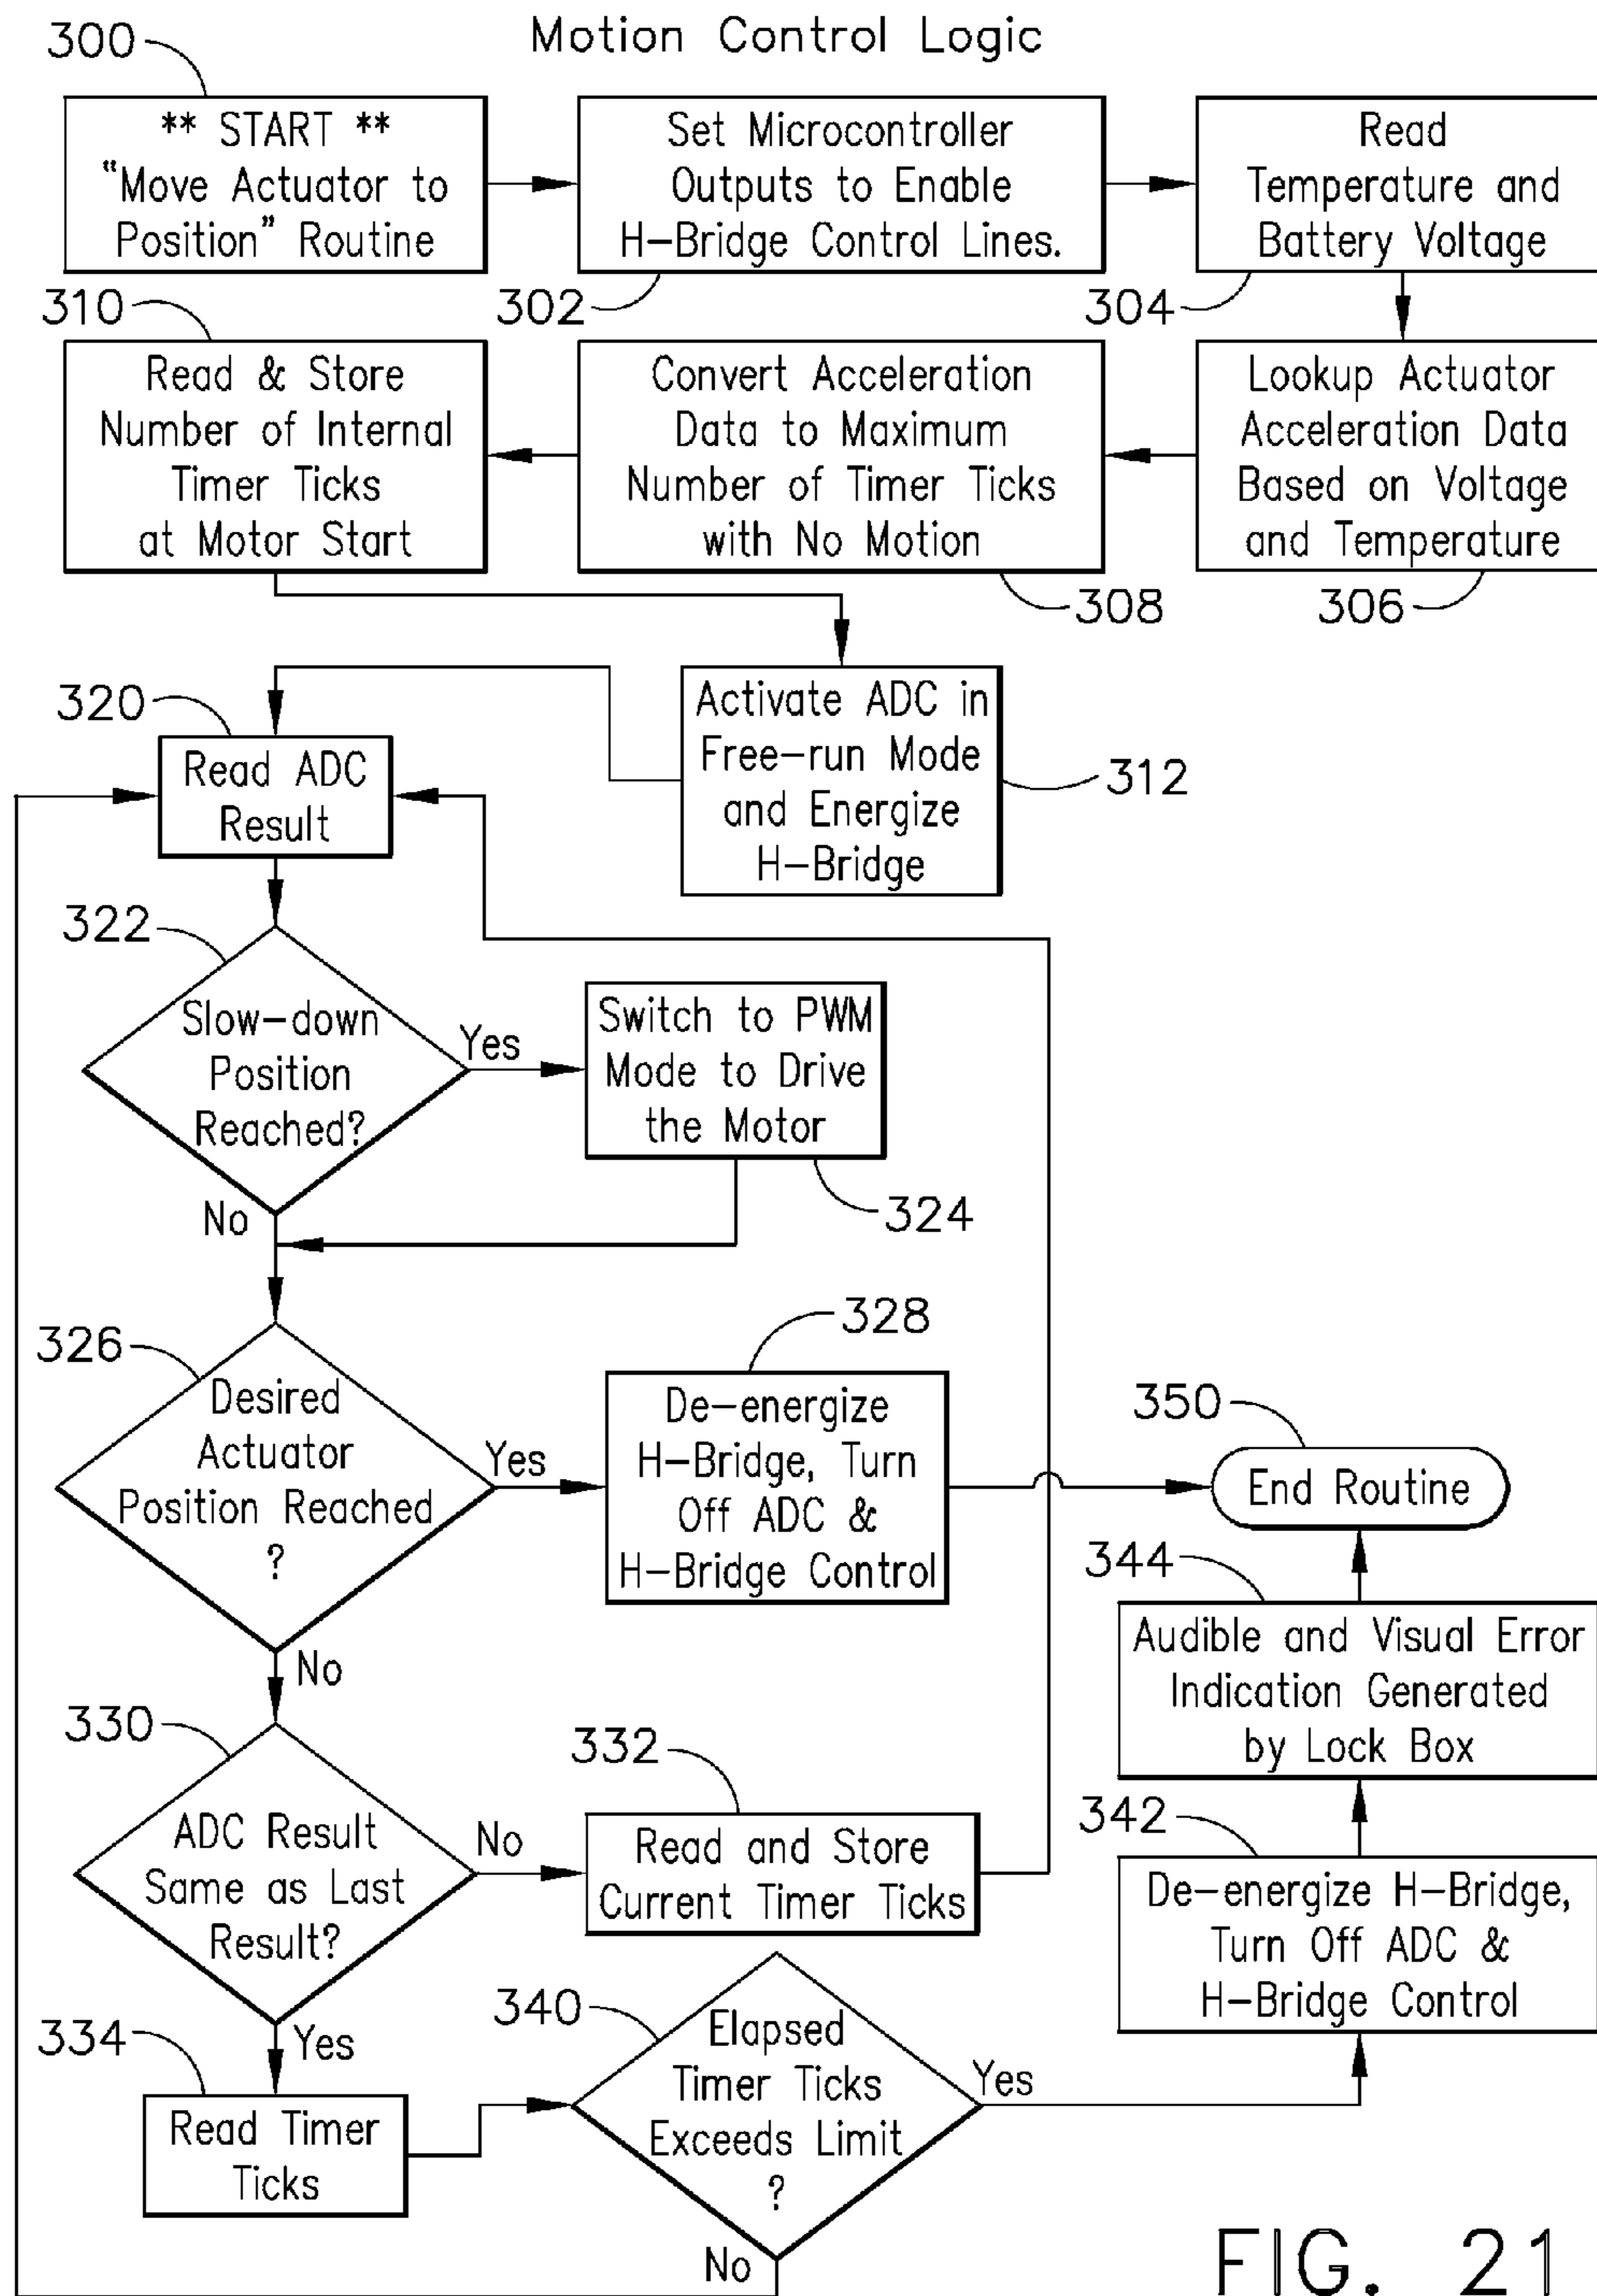 Motion Control Logic
300
** START **
"Move Actuator to
Position" Routine
Set Microcontroller
Outputs to Enable
H-Bridge Control Lines.
302
Read
Temperature and
Battery Voltage
304
Lookup Actuator
Acceleration Data
Based on Voltage
and Temperature
306
Convert Acceleration
Data to Maximum
Number of Timer Ticks
with No Motion
308
310
Read & Store
Number of Internal
Timer Ticks
at Motor Start
Activate ADC in
Free-run Mode
and Energize
H-Bridge
312
320
Read ADC
Result
322
Slow-down
Position
Reached?
Yes
No
Switch to PWM
Mode to Drive
the Motor
324
326
Desired
Actuator
Position Reached
?
Yes
No
328
De-energize
H-Bridge, Turn
Off ADC &
H-Bridge Control
350
End Routine
344
Audible and Visual Error
Indication Generated
by Lock Box
330
ADC Result
Same as Last
Result?
No
Yes
332
Read and Store
Current Timer Ticks
342
De-energize H-Bridge,
Turn Off ADC &
H-Bridge Control
334
Read Timer
Ticks
340
Elapsed
Timer Ticks
Exceeds Limit
?
Yes
No
FIG. 21